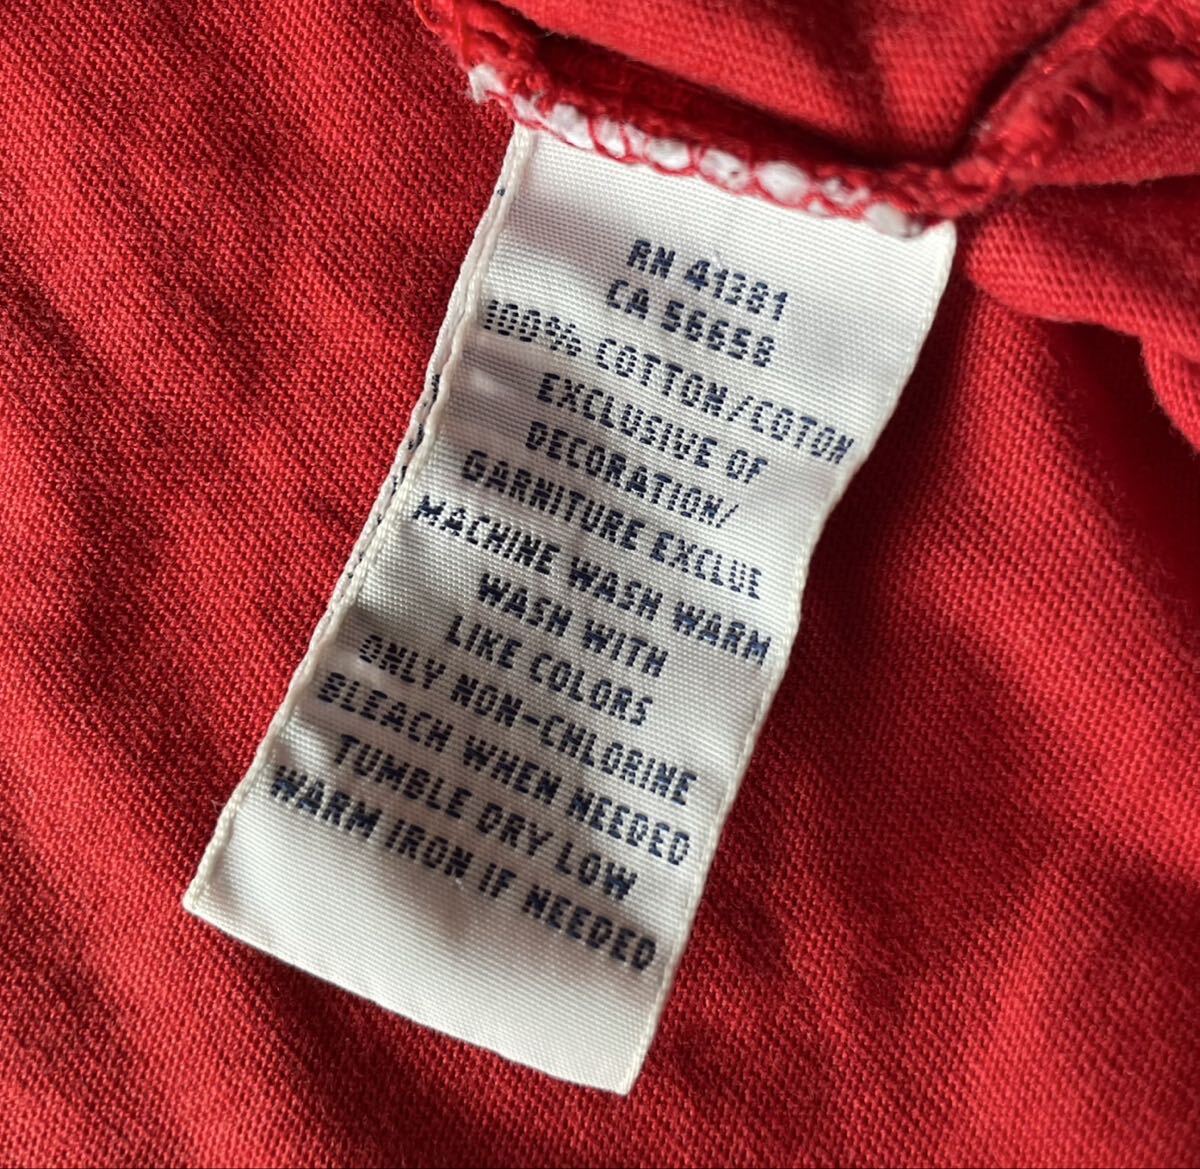 RN 41381
CA 56658
100% COTTON/COTON
EXCLUSIVE OF
DECORATION/
GARNITURE EXCLUE
MACHINE WASH WARM
WASH WITH
LIKE COLORS
ONLY NON-CHLORINE
BLEACH WHEN NEEDED
TUMBLE DRY LOW
WARM IRON IF NEEDED